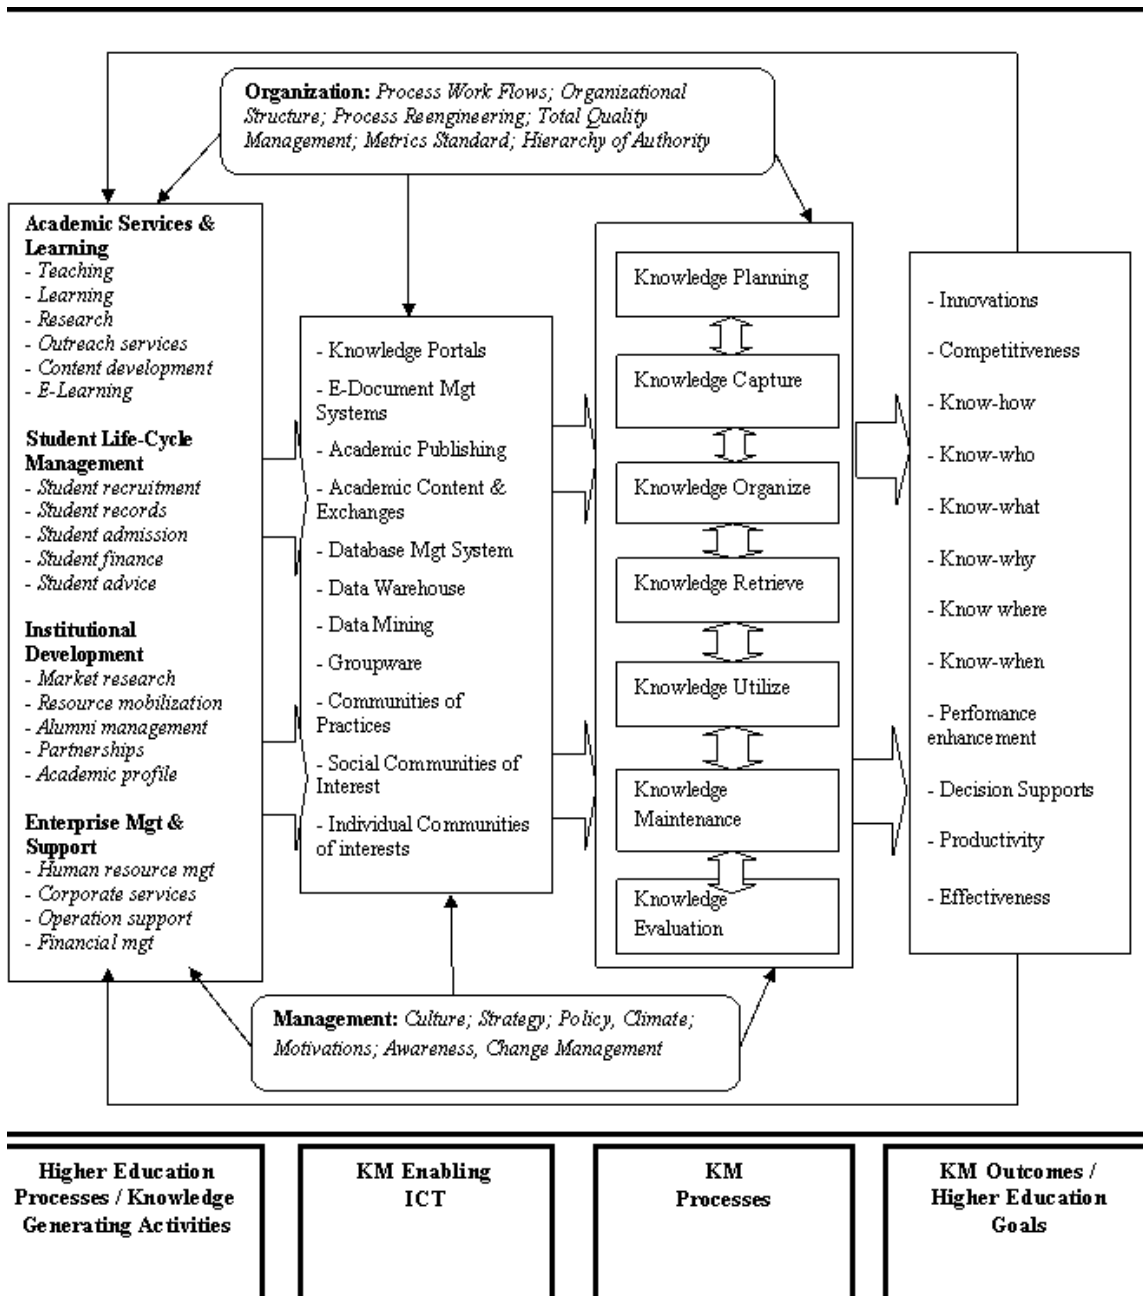 Organization: Process Work Flows; Organizational
Structure; Process Reengineering; Total Quality
Management; Metrics Standard; Hierarchy of Authority
Academic Services &
Learning
- Teaching
- Learning
- Research
- Outreach services
- Content development
- E-Learning
Student Life-Cycle
Management
- Student recruitment
- Student records
- Student admission
- Student finance
- Student advice
Institutional
Development
- Market research
- Resource mobilization
- Alumni management
- Partnerships
- Academic profile
Enterprise Mgt &
Support
- Human resource mgt
- Corporate services
- Operation support
- Financial mgt
- Knowledge Portals
- E-Document Mgt
Systems
- Academic Publishing
- Academic Content &
Exchanges
- Database Mgt System
- Data Warehouse
- Data Mining
- Groupware
- Communities of
Practices
- Social Communities of
Interest
- Individual Communities
of interests
Knowledge Planning
Knowledge Capture
Knowledge Organize
Knowledge Retrieve
Knowledge Utilize
Knowledge
Maintenance
Knowledge
Evaluation
- Innovations
- Competitiveness
- Know-how
- Know-who
- Know-what
- Know-why
- Know where
- Know-when
- Perfomance
enhancement
- Decision Supports
- Productivity
- Effectiveness
Management: Culture; Strategy; Policy, Climate;
Motivations; Awareness, Change Management
Higher Education
Processes / Knowledge
Generating Activities
KM Enabling
ICT
KM
Processes
KM Outcomes /
Higher Education
Goals